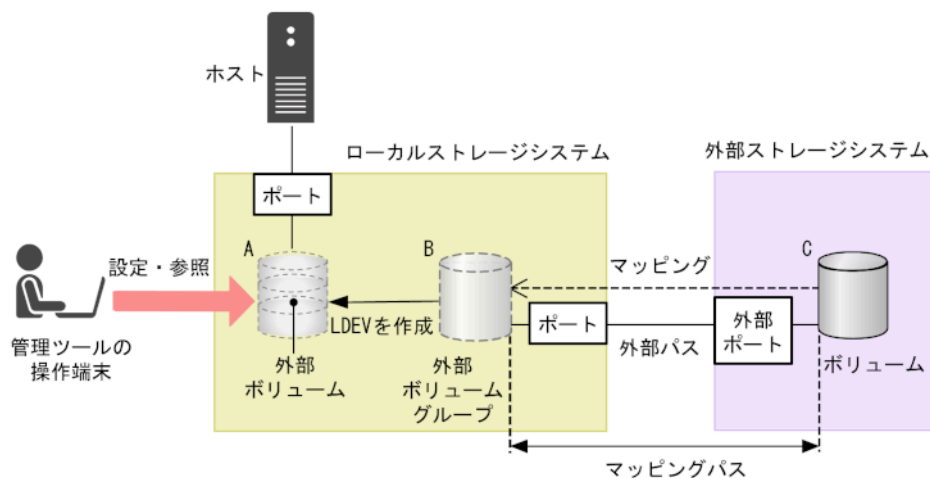 ホスト
ローカルストレージシステム
外部ストレージシステム
ポート
A
B
C
設定・参照
マッピング
LDEVを作成
ポート
外部パス
外部
ポート
管理ツールの
操作端末
外部
ボリューム
外部
ボリューム
グループ
ボリューム
マッピングパス